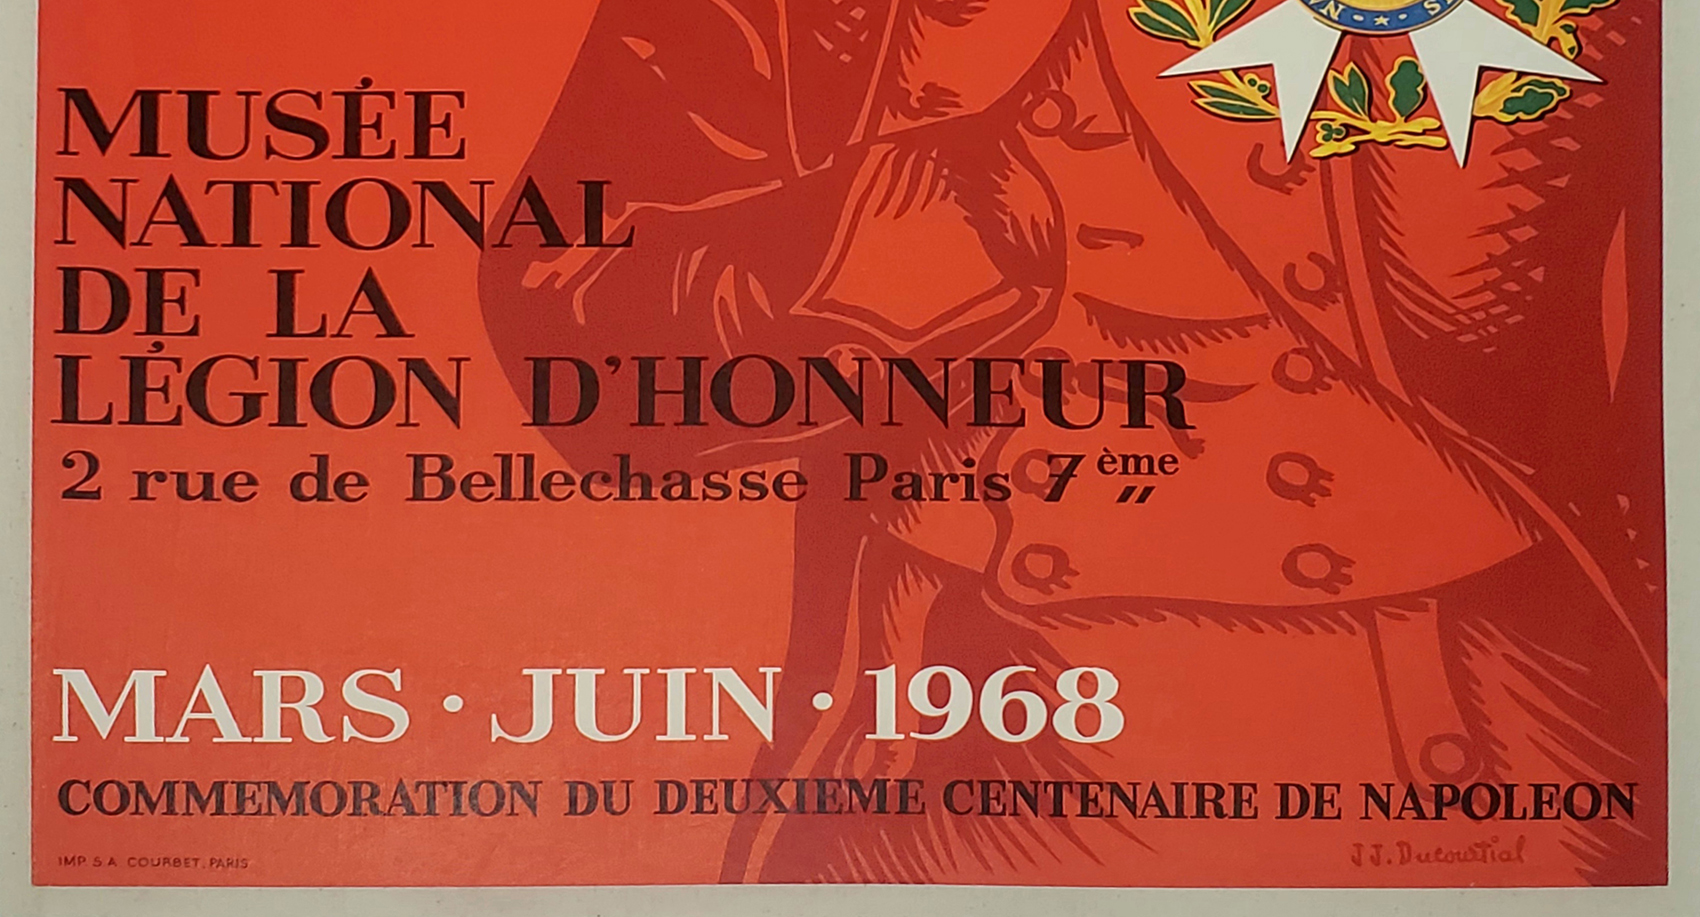 MUSÉE
NATIONAL
DE LA
LÉGION D'HONNEUR
2 rue de Bellechasse Paris 7ème
MARS · JUIN · 1968
COMMEMORATION DU DEUXIEME CENTENAIRE DE NAPOLEON
IMP. S.A. COURBET. PARIS
J.J. Ducourtial